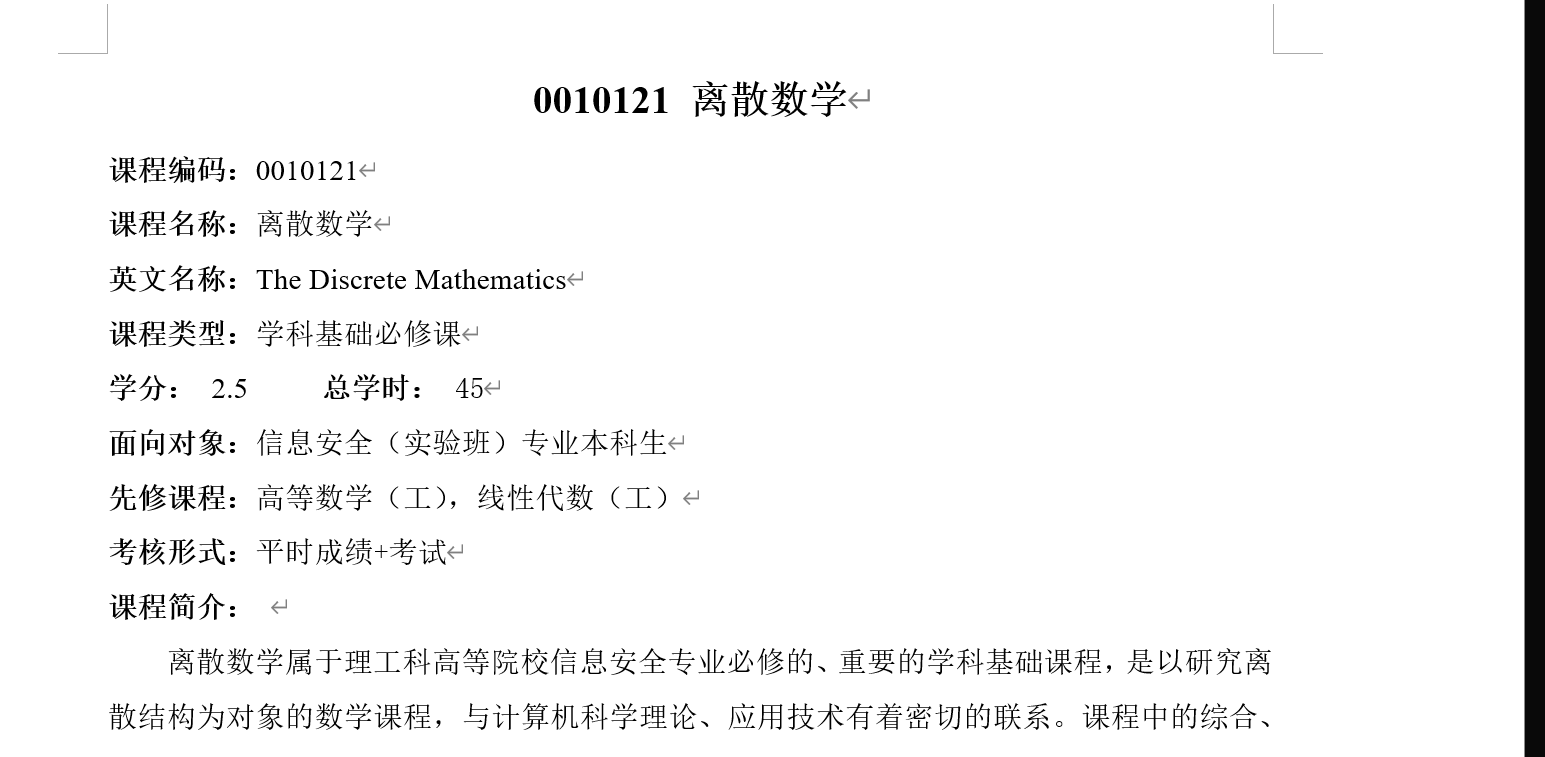 0010121 离散数学
课程编码：0010121
课程名称：离散数学
英文名称：The Discrete Mathematics
课程类型：学科基础必修课
学分： 2.5 总学时： 45
面向对象：信息安全（实验班）专业本科生
先修课程：高等数学（工），线性代数（工）
考核形式：平时成绩+考试
课程简介：
离散数学属于理工科高等院校信息安全专业必修的、重要的学科基础课程，是以研究离
散结构为对象的数学课程，与计算机科学理论、应用技术有着密切的联系。课程中的综合、